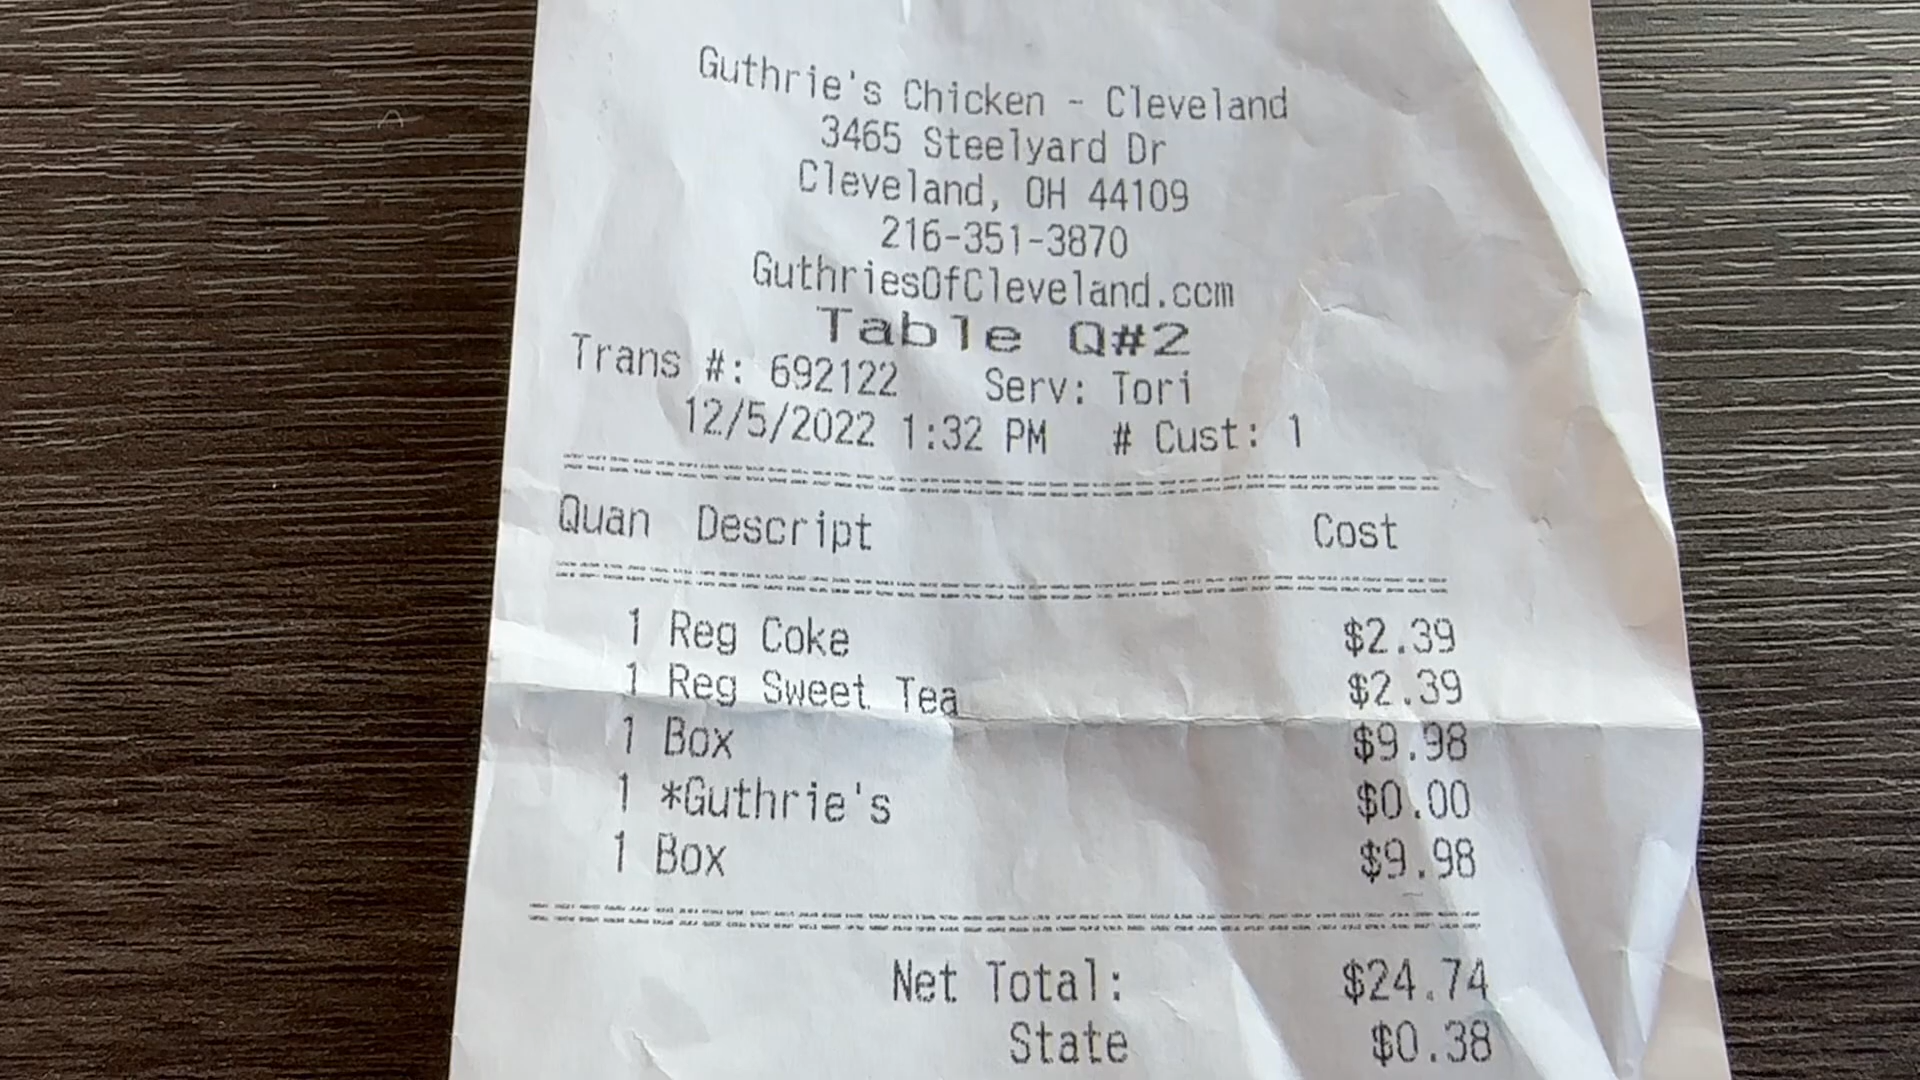 Guthrie's Chicken - Cleveland
3465 Steelyard Dr
Cleveland, OH 44109
216-351-3870
GuthriesOfCleveland.com
Table Q#2
Trans #: 692122 Serv: Tori
12/5/2022 1:32 PM # Cust: 1
Quan Descript Cost
1 Reg Coke $2.39
1 Reg Sweet Tea $2.39
1 Box $9.98
1 *Guthrie's $0.00
1 Box $9.98
Net Total: $24.74
State $0.38